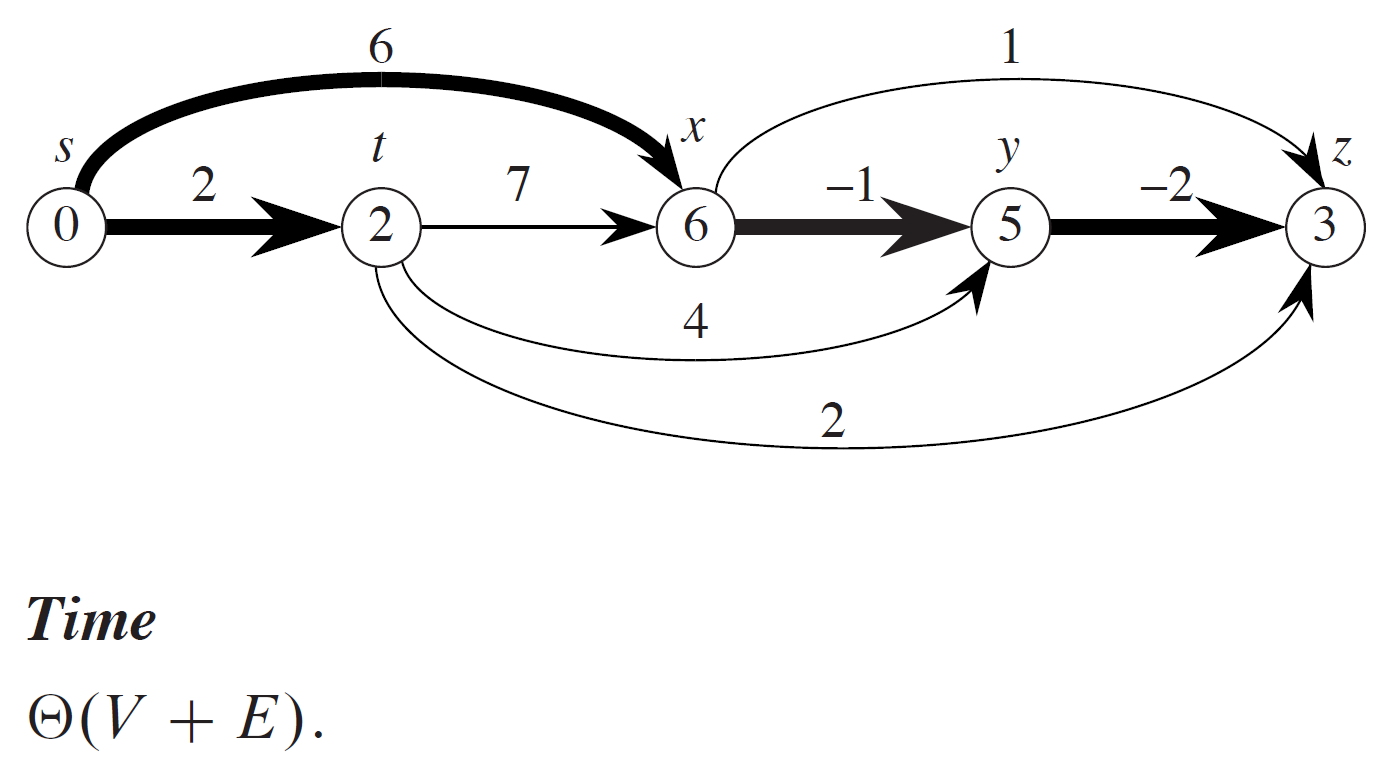 6 1
s t x y z
2 7 –1 –2
0 2 6 5 3
4
2
Time
Θ(V + E).